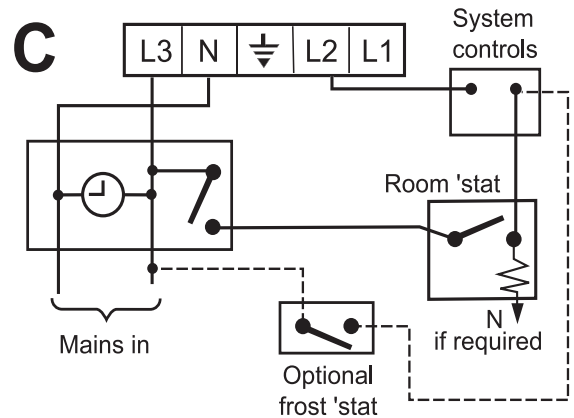 C
L3 N L2 L1
System
controls
Room 'stat
N
if required
Mains in
Optional
frost 'stat